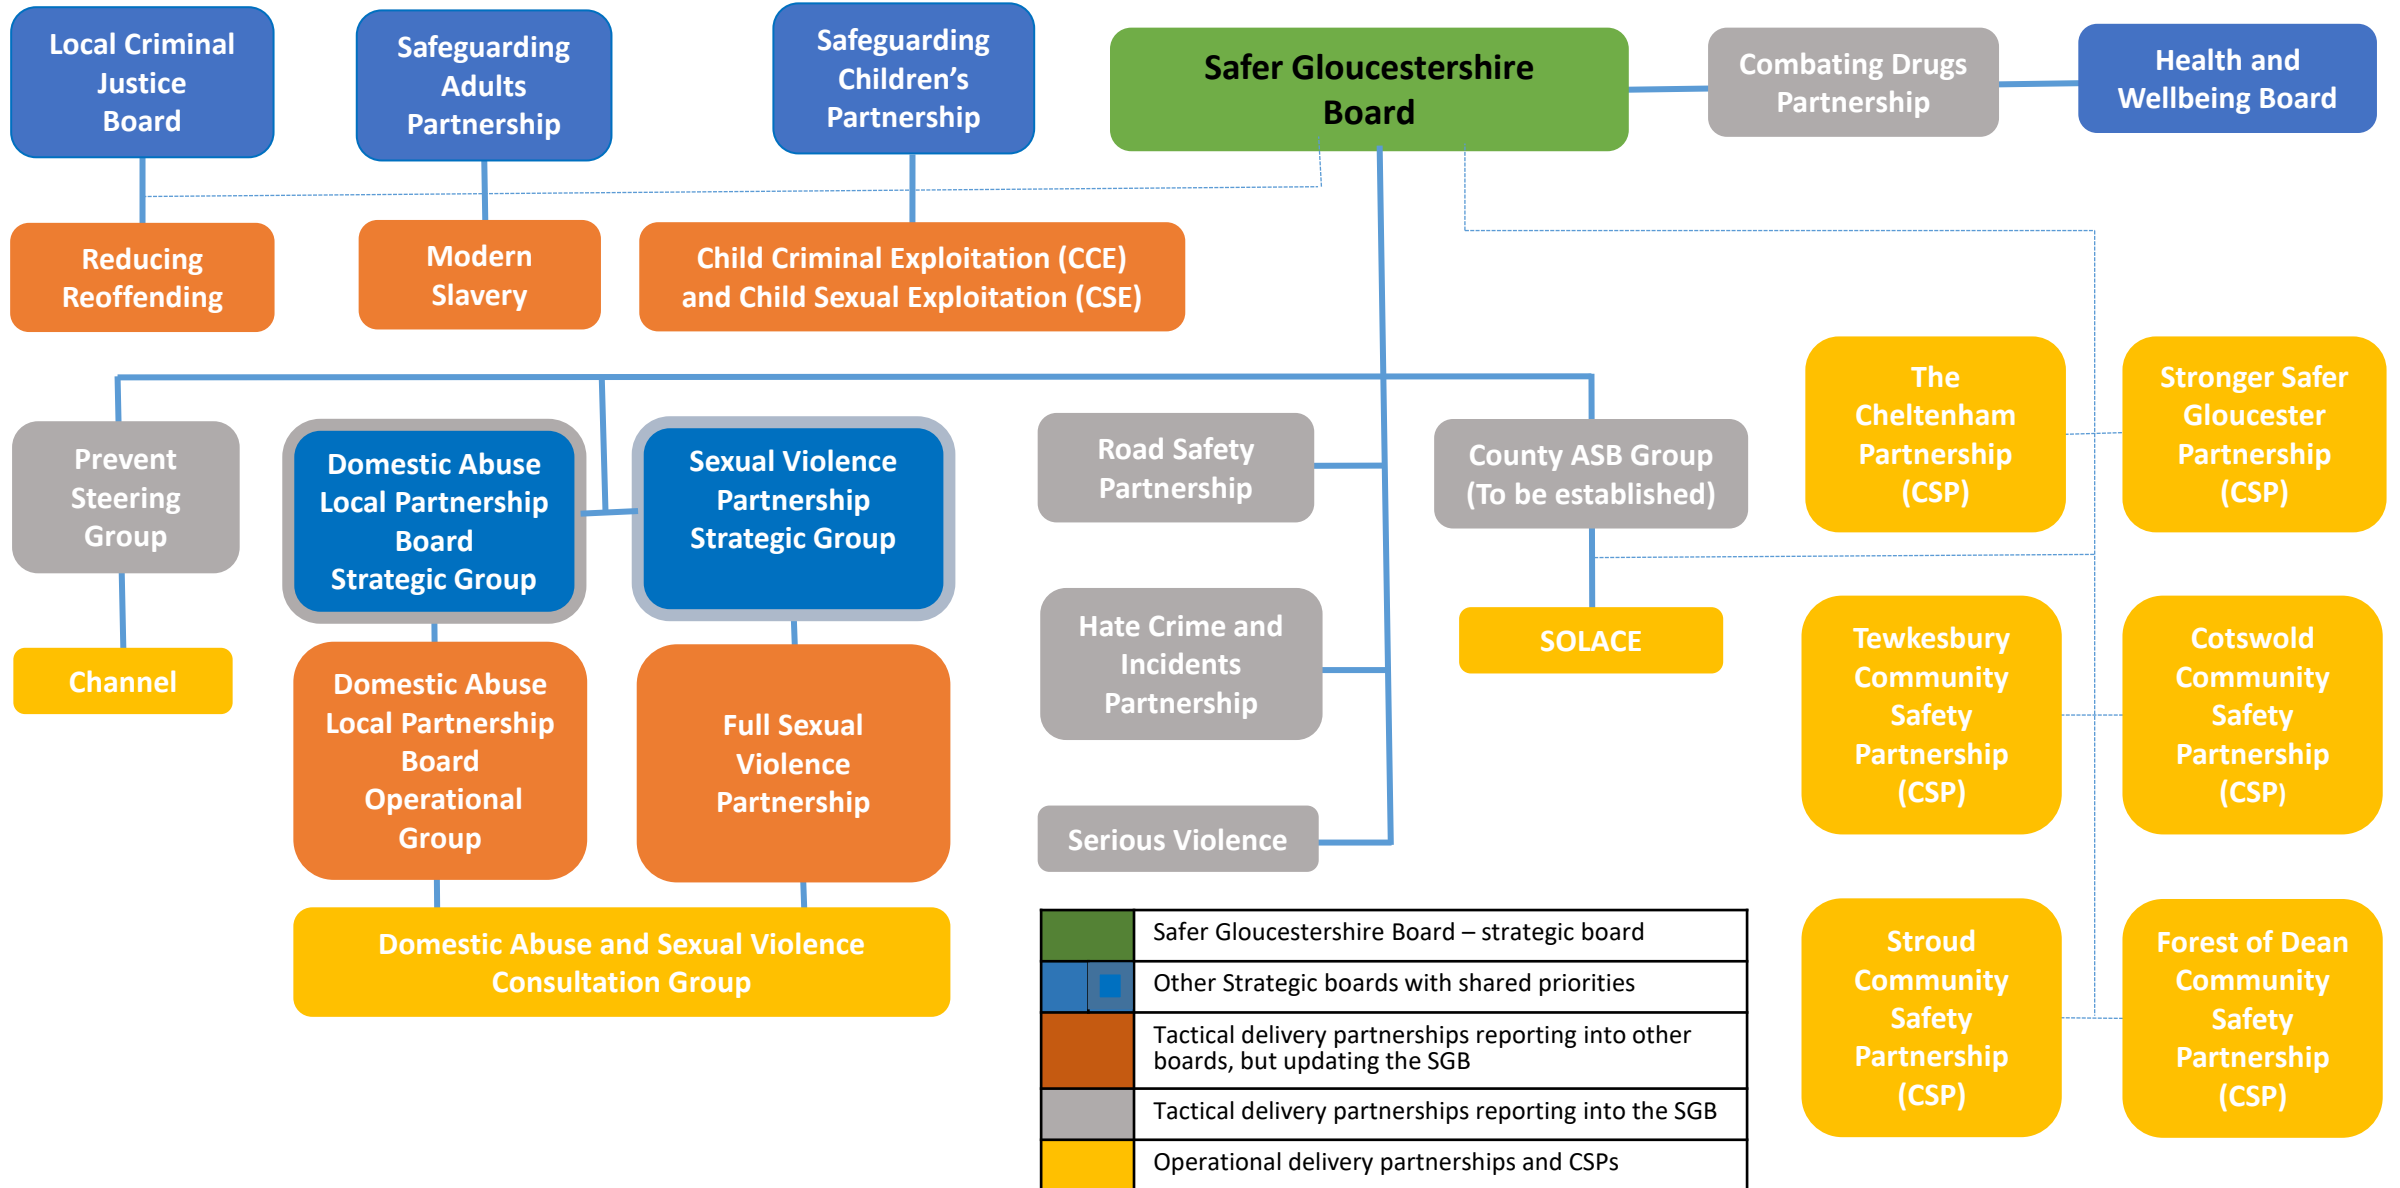 Local Criminal
Justice
Board
Safeguarding
Adults
Partnership
Safeguarding
Children’s
Partnership
Safer Gloucestershire
Board
Combating Drugs
Partnership
Health and
Wellbeing Board
Reducing
Reoffending
Modern
Slavery
Child Criminal Exploitation (CCE)
and Child Sexual Exploitation (CSE)
Prevent
Steering
Group
Domestic Abuse
Local Partnership
Board
Strategic Group
Sexual Violence
Partnership
Strategic Group
Road Safety
Partnership
County ASB Group
(To be established)
The
Cheltenham
Partnership
(CSP)
Stronger Safer
Gloucester
Partnership
(CSP)
Channel
Domestic Abuse
Local Partnership
Board
Operational
Group
Full Sexual
Violence
Partnership
Hate Crime and
Incidents
Partnership
SOLACE
Tewkesbury
Community
Safety
Partnership
(CSP)
Cotswold
Community
Safety
Partnership
(CSP)
Serious Violence
Domestic Abuse and Sexual Violence
Consultation Group
Stroud
Community
Safety
Partnership
(CSP)
Forest of Dean
Community
Safety
Partnership
(CSP)
Safer Gloucestershire Board – strategic board
Other Strategic boards with shared priorities
Tactical delivery partnerships reporting into other
boards, but updating the SGB
Tactical delivery partnerships reporting into the SGB
Operational delivery partnerships and CSPs